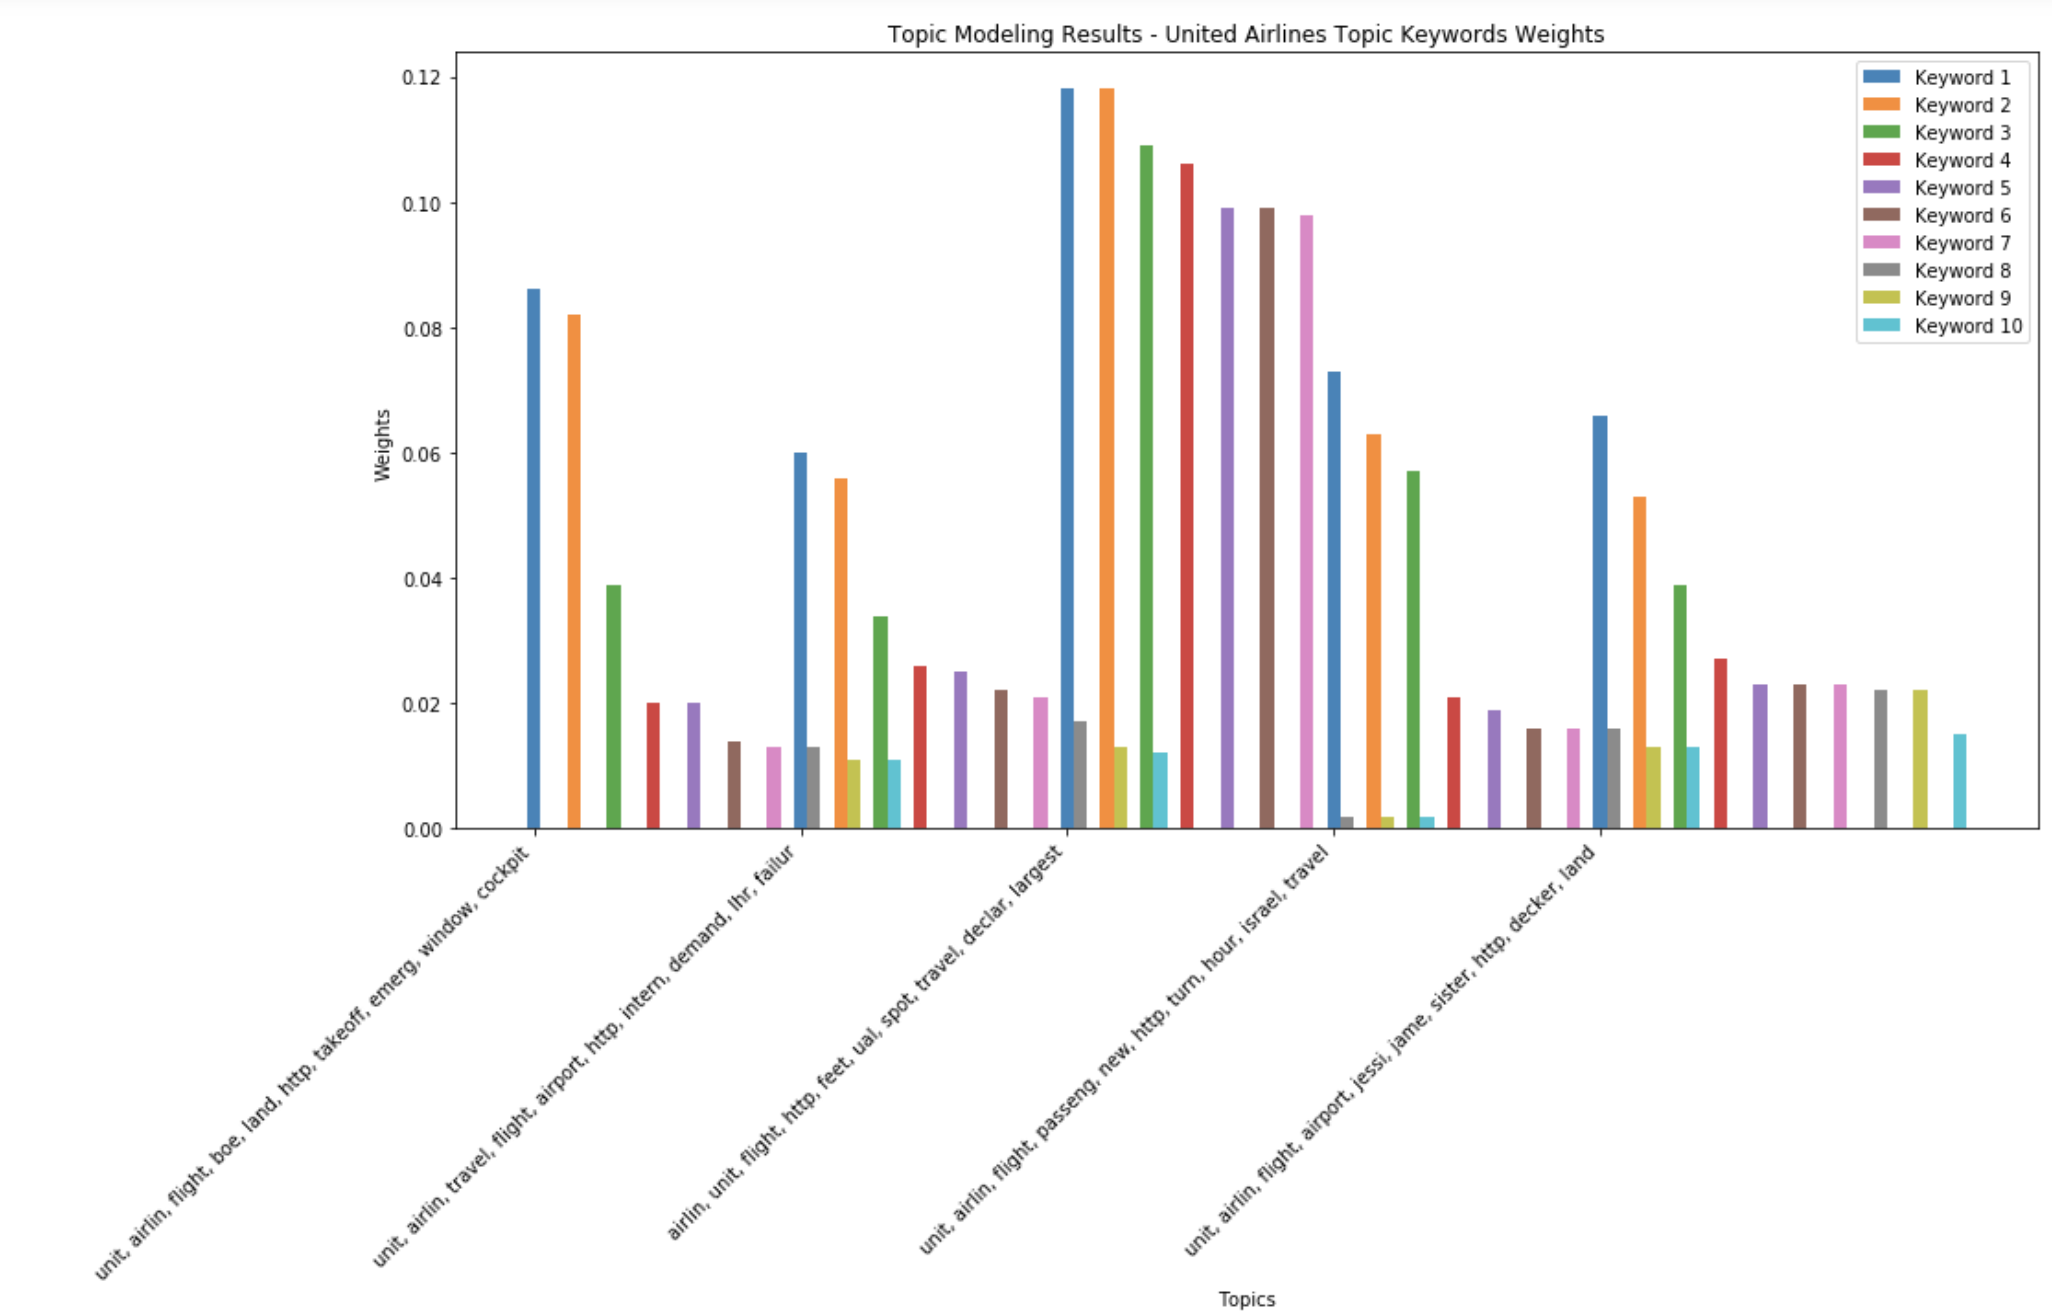 Topic Modeling Results - United Airlines Topic Keywords Weights
Keyword 1
Keyword 2
Keyword 3
Keyword 4
Keyword 5
Keyword 6
Keyword 7
Keyword 8
Keyword 9
Keyword 10
Weights
0.12
0.10
0.08
0.06
0.04
0.02
0.00
unit, airlin, flight, boe, land, http, takeoff, emerg, window, cockpit
unit, airlin, travel, flight, airport, http, intern, demand, lhr, failur
airlin, unit, flight, http, feet, ual, spot, travel, declar, largest
unit, airlin, flight, passeng, new, http, turn, hour, israel, travel
unit, airlin, flight, airport, jessi, jame, sister, http, decker, land
Topics